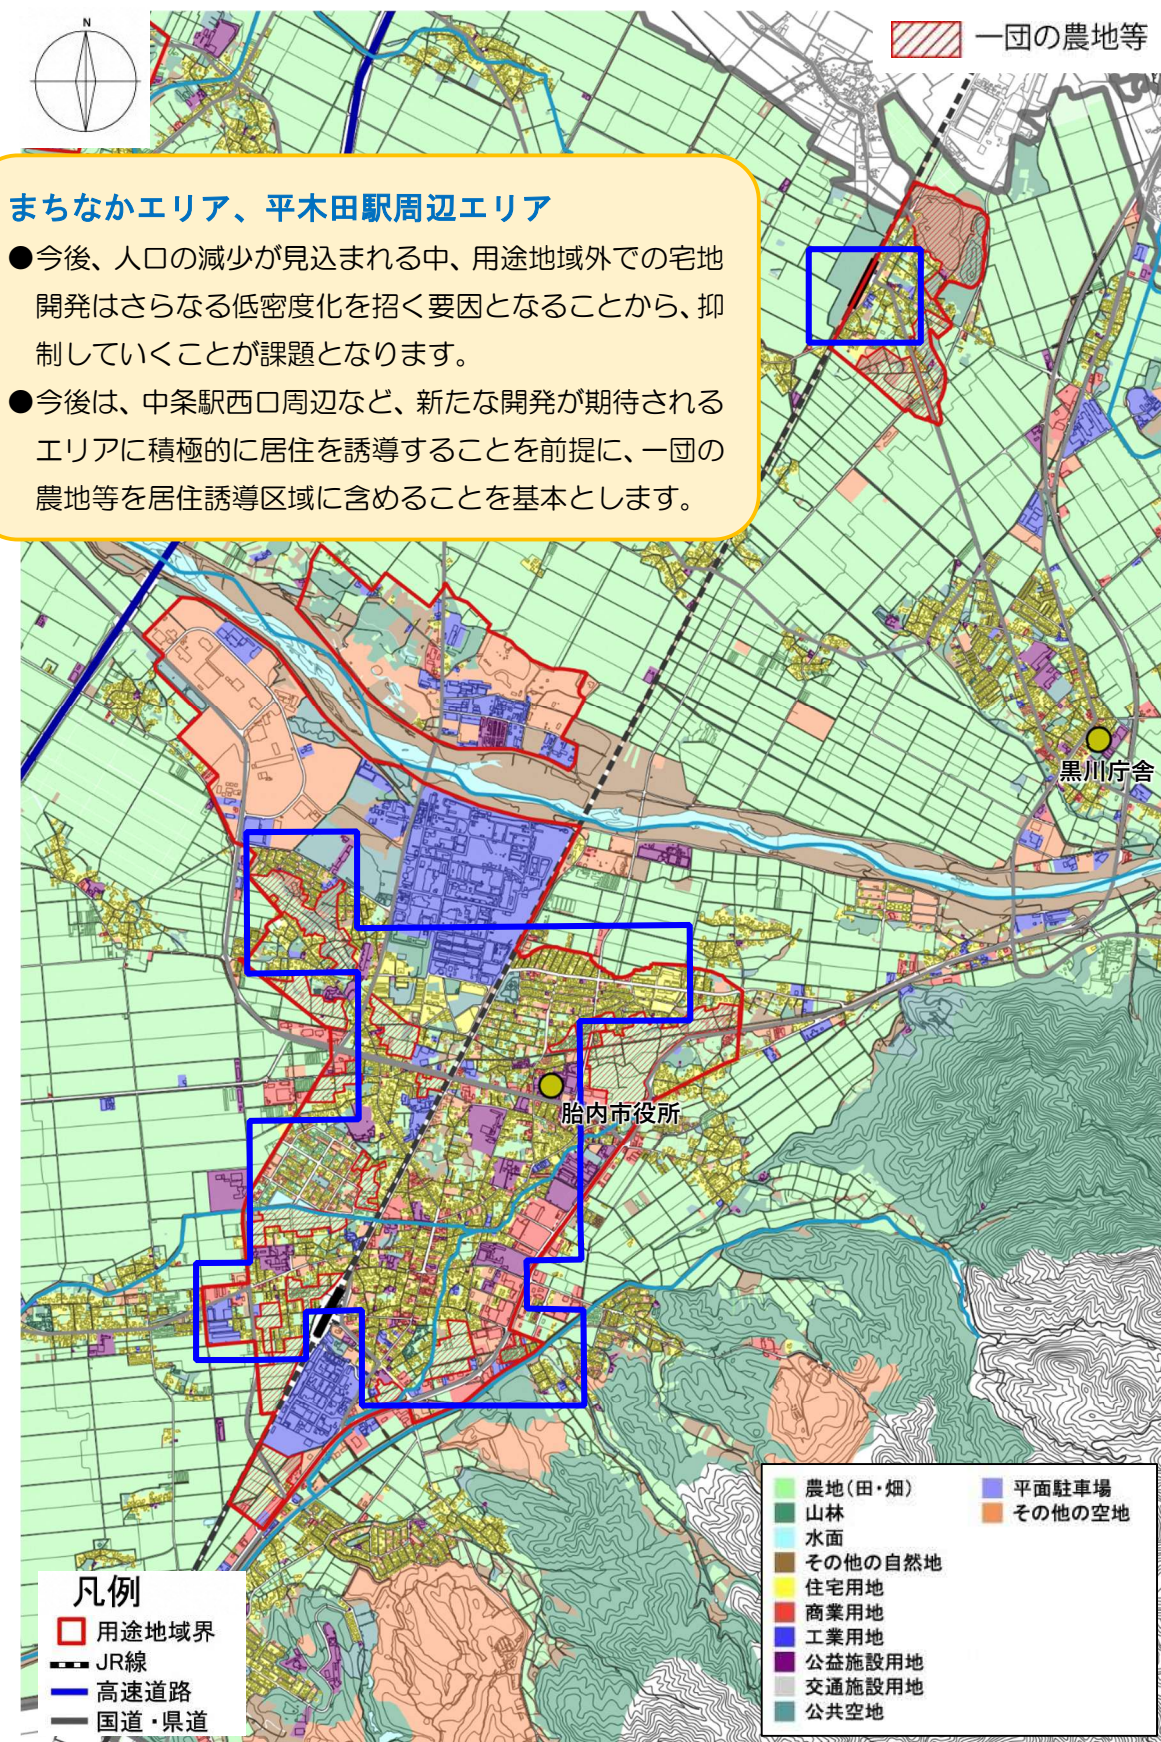 N
一団の農地等
まちなかエリア、平木田駅周辺エリア
●今後、人口の減少が見込まれる中、用途地域外での宅地
開発はさらなる低密度化を招く要因となることから、抑
制していくことが課題となります。
●今後は、中条駅西口周辺など、新たな開発が期待される
エリアに積極的に居住を誘導することを前提に、一団の
農地等を居住誘導区域に含めることを基本とします。
黒川庁舎
胎内市役所
凡例
用途地域界
JR線
高速道路
国道・県道
農地(田・畑)
山林
水面
その他の自然地
住宅用地
商業用地
工業用地
公益施設用地
交通施設用地
公共空地
平面駐車場
その他の空地